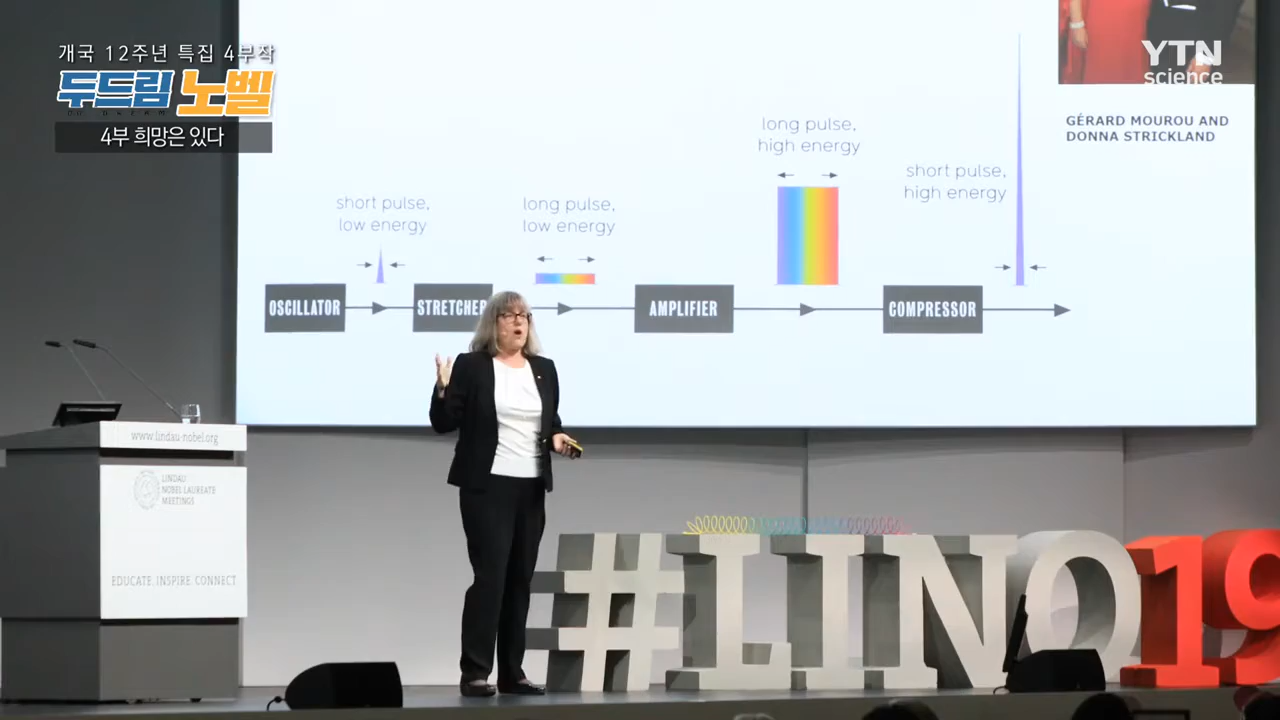 개국 12주년 특집 4부작
두드림 노벨
DO DREAM
4부 희망은 있다
YTN
science
GÉRARD MOUROU AND
DONNA STRICKLAND
long pulse,
high energy
short pulse,
high energy
short pulse,
low energy
long pulse,
low energy
OSCILLATOR
STRETCHER
AMPLIFIER
COMPRESSOR
www.lindau-nobel.org
LINDAU
NOBEL LAUREATE
MEETINGS
EDUCATE. INSPIRE. CONNECT.
#LINO19